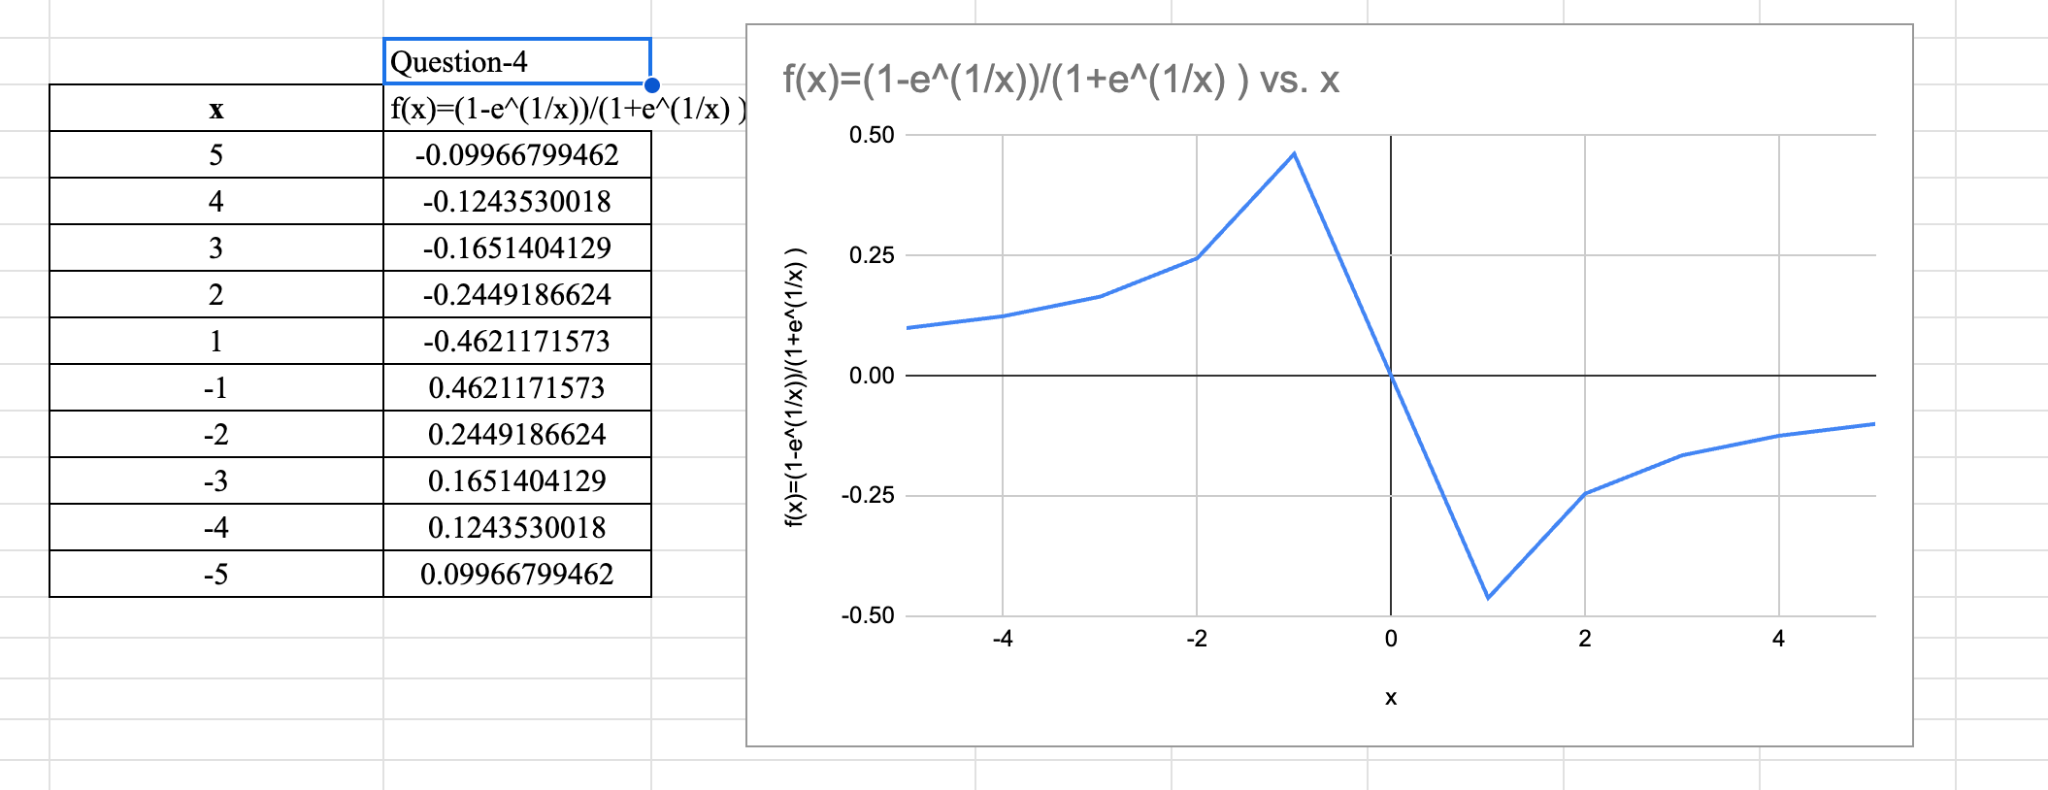 Question-4
x f(x)=(1-e^(1/x))/(1+e^(1/x) )
5 -0.09966799462
4 -0.1243530018
3 -0.1651404129
2 -0.2449186624
1 -0.4621171573
-1 0.4621171573
-2 0.2449186624
-3 0.1651404129
-4 0.1243530018
-5 0.09966799462
f(x)=(1-e^(1/x))/(1+e^(1/x) ) vs. x
f(x)=(1-e^(1/x))/(1+e^(1/x) )
0.50
0.25
0.00
-0.25
-0.50
-4 -2 0 2 4
x